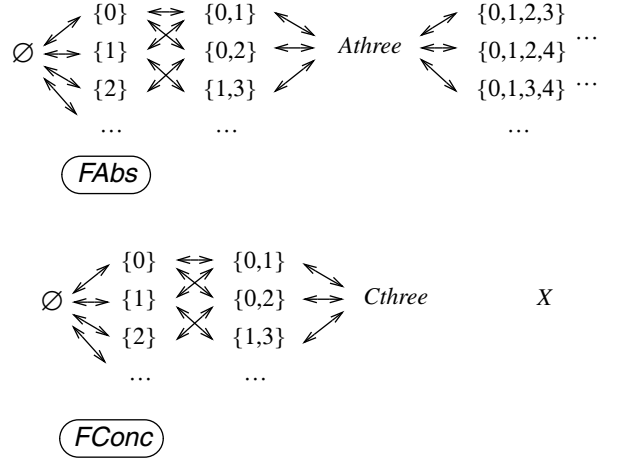 {0} {0,1} {0,1,2,3} ...
∅ {1} {0,2} Athree {0,1,2,4}
{2} {1,3} {0,1,3,4} ...
... ... ...
FAbs
{0} {0,1}
∅ {1} {0,2} Cthree X
{2} {1,3}
... ...
FConc